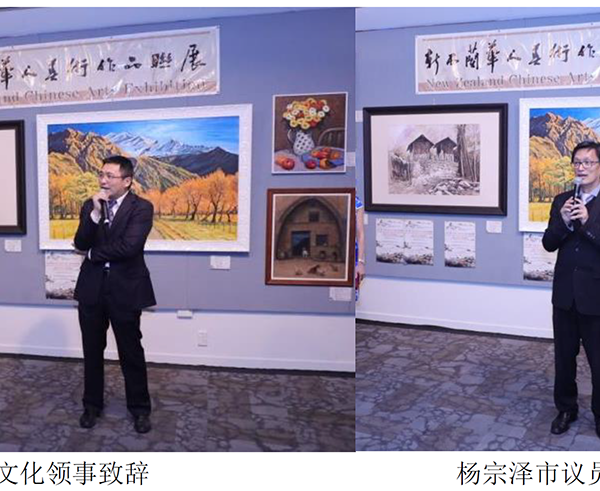 華人美術作品聯展
nd Chinese Arts Exhibition
新西蘭華人美術作
New Zealand Chinese Arts
文化领事致辞
杨宗泽市议员